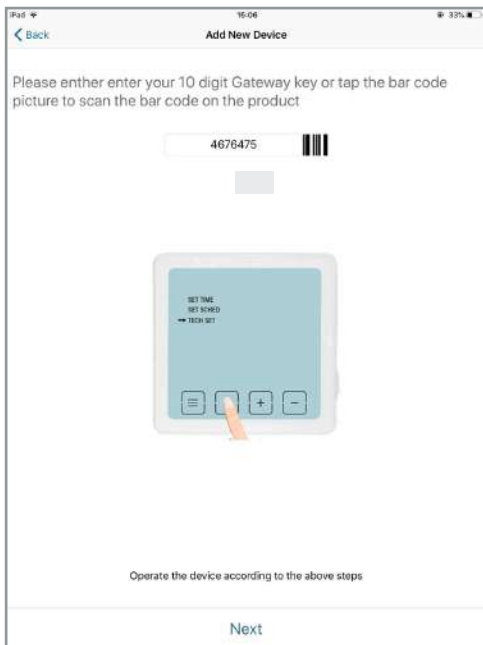 iPad 15:06 33%
Back Add New Device
Please enther enter your 10 digit Gateway key or tap the bar code
picture to scan the bar code on the product
4676475
SET TIME
SET SCHED
TECH SET
+ −
Operate the device according to the above steps
Next